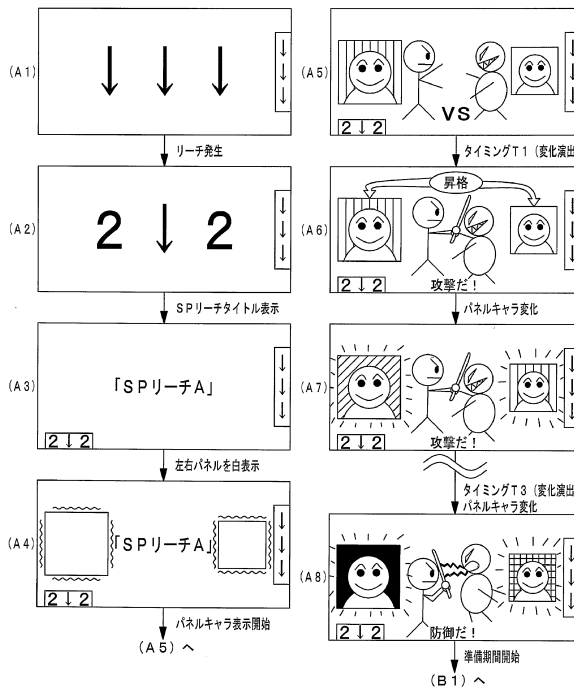 (A1)
↓ ↓ ↓
↓
↓
↓
リーチ発生
(A2)
2 ↓ 2
↓
↓
↓
SPリーチタイトル表示
(A3)
「SPリーチA」
2 ↓ 2
↓
↓
↓
左右パネルを白表示
(A4)
「SPリーチA」
2 ↓ 2
↓
↓
↓
パネルキャラ表示開始
(A5)へ
(A5)
VS
2 ↓ 2
↓
↓
↓
タイミングT1(変化演出
昇格
(A6)
攻撃だ!
2 ↓ 2
↓
↓
↓
パネルキャラ変化
(A7)
攻撃だ!
2 ↓ 2
↓
↓
↓
タイミングT3(変化演出
パネルキャラ変化
(A8)
防御だ!
2 ↓ 2
↓
↓
↓
準備期間開始
(B1)へ